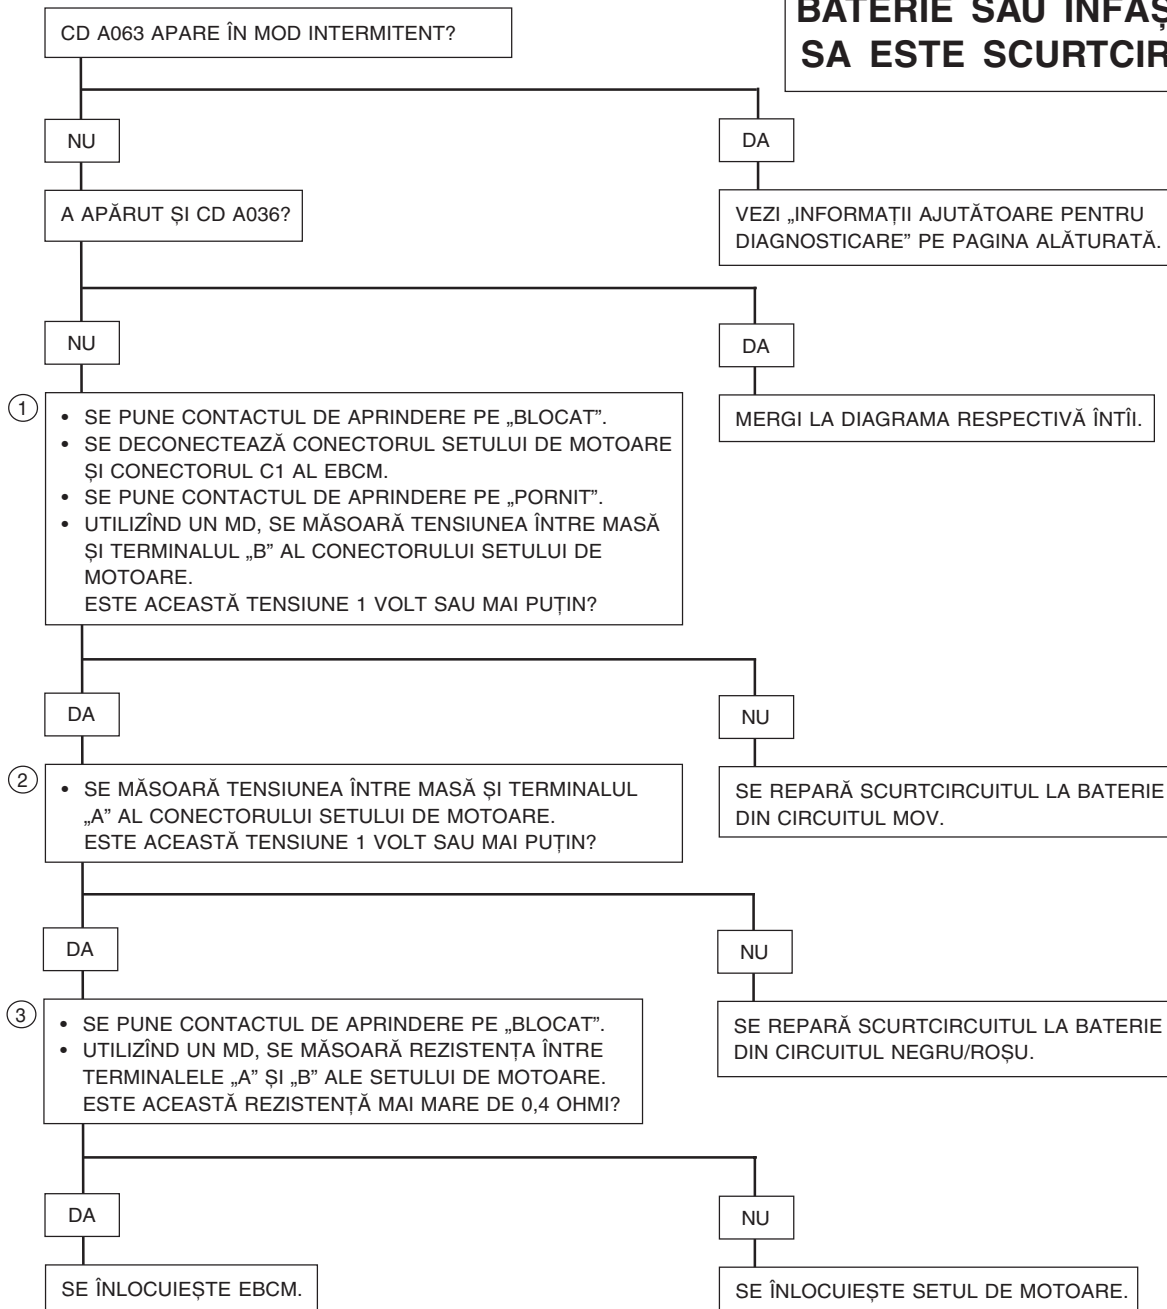 BATERIE SAU
SA ESTE
CD A063 APARE ÎN MOD INTERMITENT?
NU
DA
A APĂRUT ȘI CD A036?
VEZI „INFORMAȚII AJUTĂTOARE PENTRU
DIAGNOSTICARE” PE PAGINA ALĂTURATĂ.
NU
DA
1
• SE PUNE CONTACTUL DE APRINDERE PE „BLOCAT”.
• SE DECONECTEAZĂ CONECTORUL SETULUI DE MOTOARE
ȘI CONECTORUL C1 AL EBCM.
• SE PUNE CONTACTUL DE APRINDERE PE „PORNIT”.
• UTILIZÎND UN MD, SE MĂSOARĂ TENSIUNEA ÎNTRE MASĂ
ȘI TERMINALUL „B” AL CONECTORULUI SETULUI DE
MOTOARE.
ESTE ACEASTĂ TENSIUNE 1 VOLT SAU MAI PUȚIN?
MERGI LA DIAGRAMA RESPECTIVĂ ÎNTÎI.
DA
NU
2
• SE MĂSOARĂ TENSIUNEA ÎNTRE MASĂ ȘI TERMINALUL
„A” AL CONECTORULUI SETULUI DE MOTOARE.
ESTE ACEASTĂ TENSIUNE 1 VOLT SAU MAI PUȚIN?
SE REPARĂ SCURTCIRCUITUL LA BATERIE
DIN CIRCUITUL MOV.
DA
NU
3
• SE PUNE CONTACTUL DE APRINDERE PE „BLOCAT”.
• UTILIZÎND UN MD, SE MĂSOARĂ REZISTENȚA ÎNTRE
TERMINALELE „A” ȘI „B” ALE SETULUI DE MOTOARE.
ESTE ACEASTĂ REZISTENȚĂ MAI MARE DE 0,4 OHMI?
SE REPARĂ SCURTCIRCUITUL LA BATERIE
DIN CIRCUITUL NEGRU/ROȘU.
DA
NU
SE ÎNLOCUIEȘTE EBCM.
SE ÎNLOCUIEȘTE SETUL DE MOTOARE.